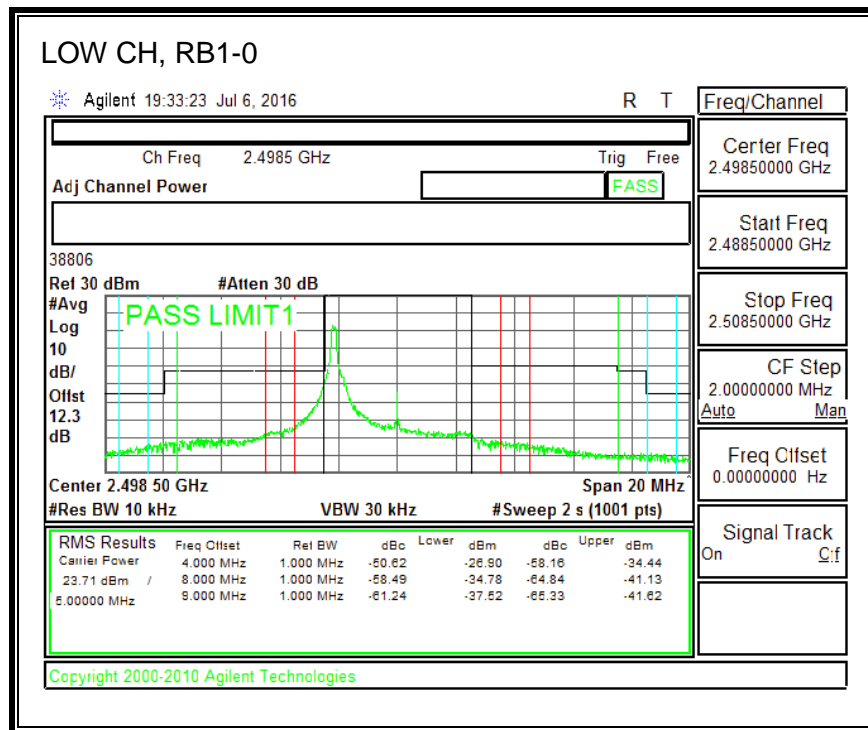 LOW CH, RB1-0
Agilent 19:33:23 Jul 6, 2016 R T
Freq/Channel
Ch Freq 2.4985 GHz Trig Free
Adj Channel Power PASS
Center Freq
2.49850000 GHz
Start Freq
2.48850000 GHz
Stop Freq
2.50850000 GHz
CF Step
2.00000000 MHz
Auto Man
Freq Offset
0.00000000 Hz
Signal Track
On Off
38806
Ref 30 dBm #Atten 30 dB
#Avg
Log
10
dB/
Offst
12.3
dB
PASS LIMIT1
Center 2.498 50 GHz Span 20 MHz
#Res BW 10 kHz VBW 30 kHz #Sweep 2 s (1001 pts)
RMS Results Freq Offset Ref BW dBc Lower dBm dBc Upper dBm
Carrier Power 4.000 MHz 1.000 MHz -50.62 -26.90 -58.16 -34.44
23.71 dBm / 8.000 MHz 1.000 MHz -58.49 -34.78 -64.84 -41.13
5.00000 MHz 9.000 MHz 1.000 MHz -61.24 -37.52 -65.33 -41.62
Copyright 2000-2010 Agilent Technologies